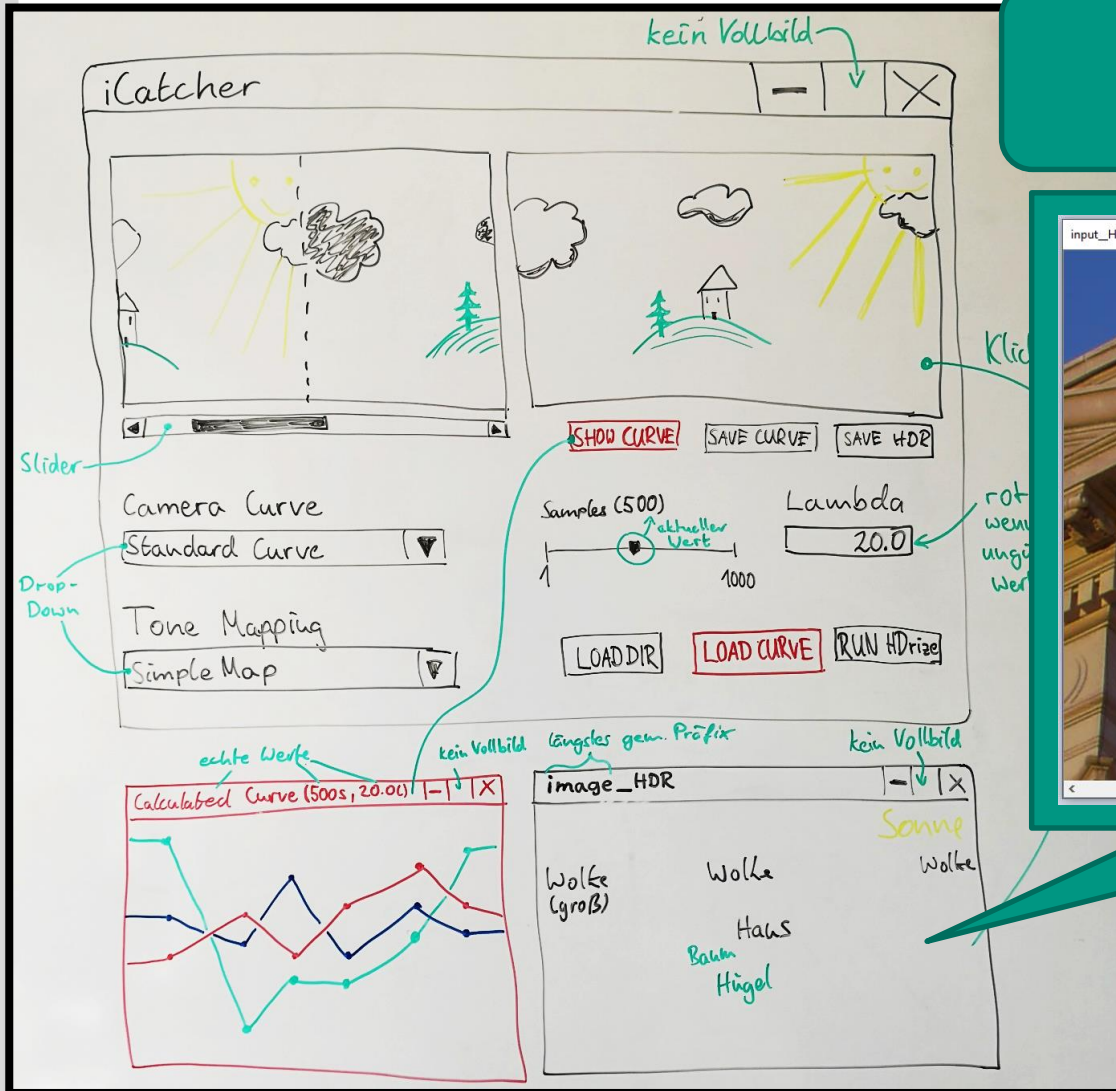 kein Vollbild
iCatcher
input_H
Klic
Slider
SHOW CURVE
SAVE CURVE
SAVE HDR
Camera Curve
Standard Curve
Samples (500)
aktueller
Wert
1
1000
Lambda
20.0
rot
wenn
ungü
Wer
Drop-
Down
Tone Mapping
Simple Map
LOAD DIR
LOAD CURVE
RUN HDrize
echte Werte
kein Vollbild
Calculated Curve (500s, 20.0L)
längstes gem. Präfix
kein Vollbild
image_HDR
Sonne
Wolke
(groß)
Wolke
Wolke
Haus
Baum
Hügel